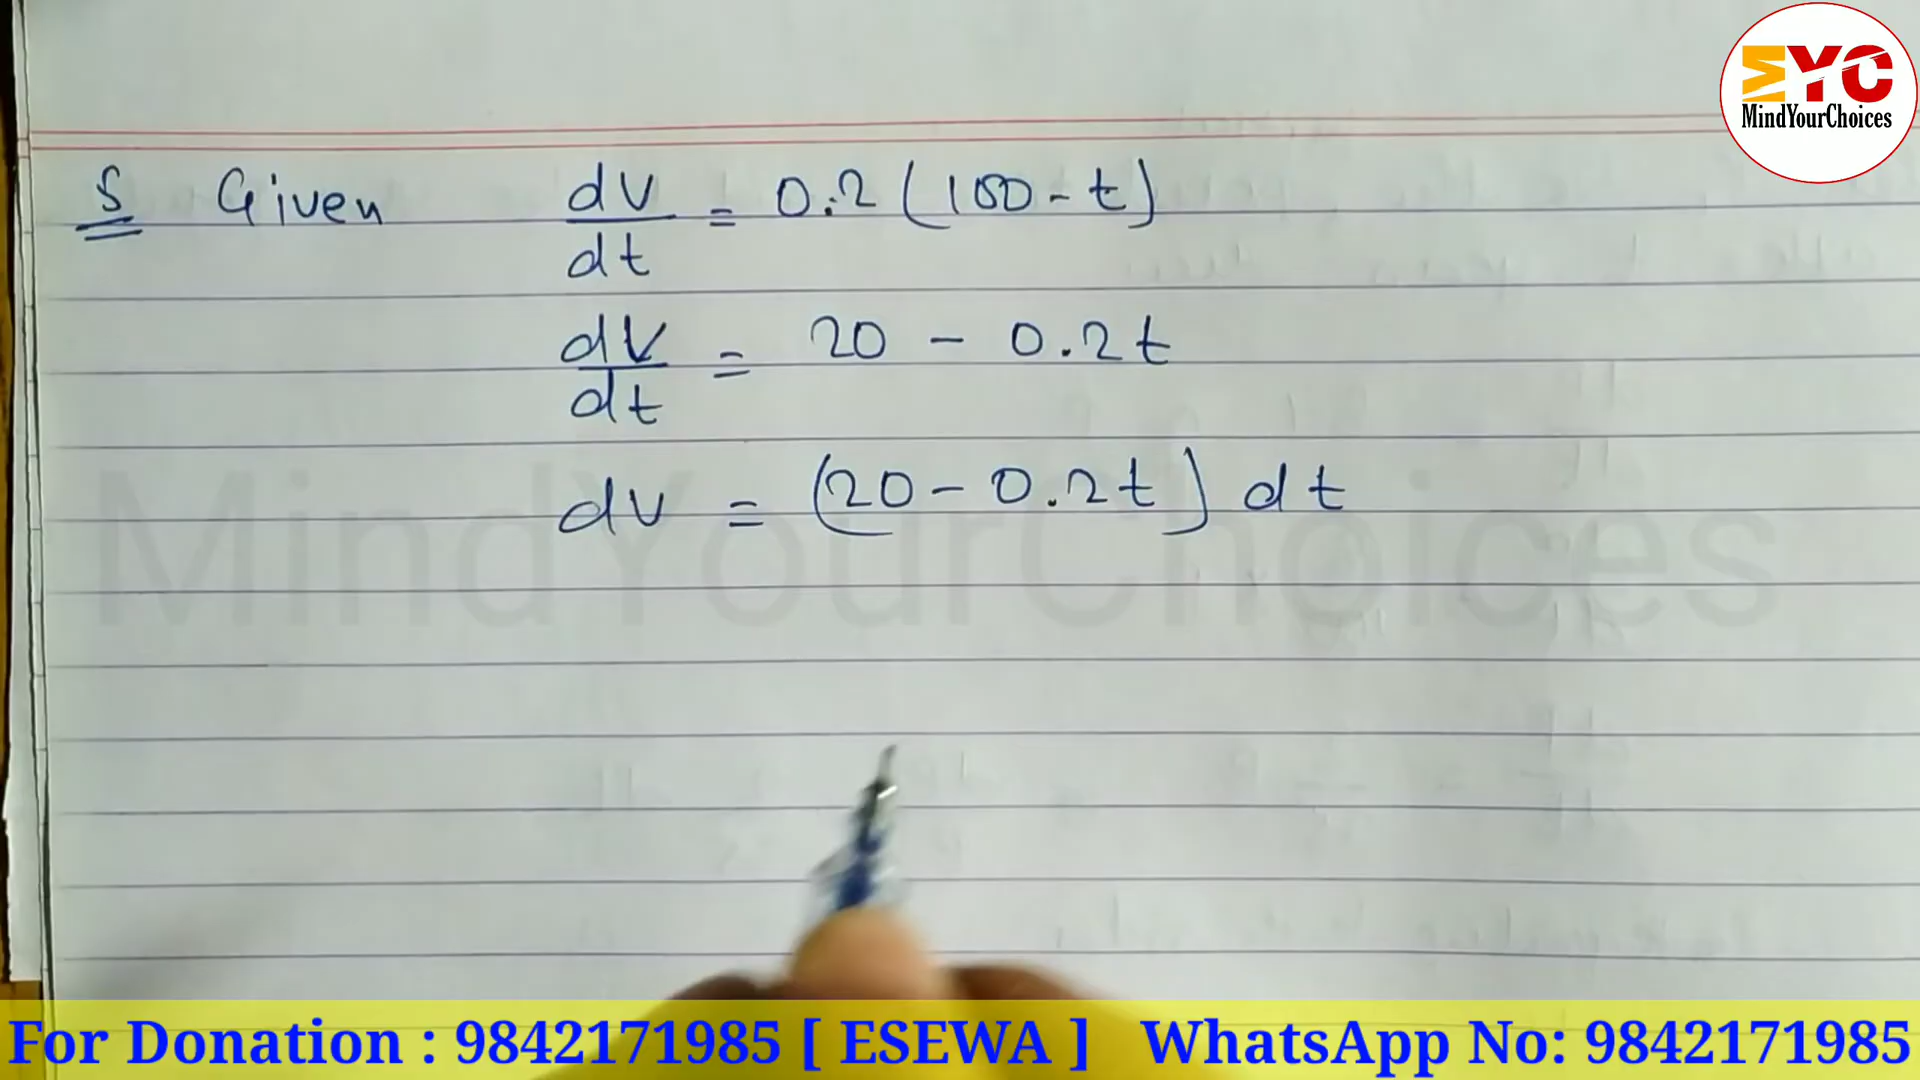 MYC
MindYourChoices
S Given dv/dt = 0.2 (100 - t)
dv/dt = 20 - 0.2t
dv = (20 - 0.2t) dt
MindYourChoices
For Donation : 9842171985 [ ESEWA ] WhatsApp No: 9842171985